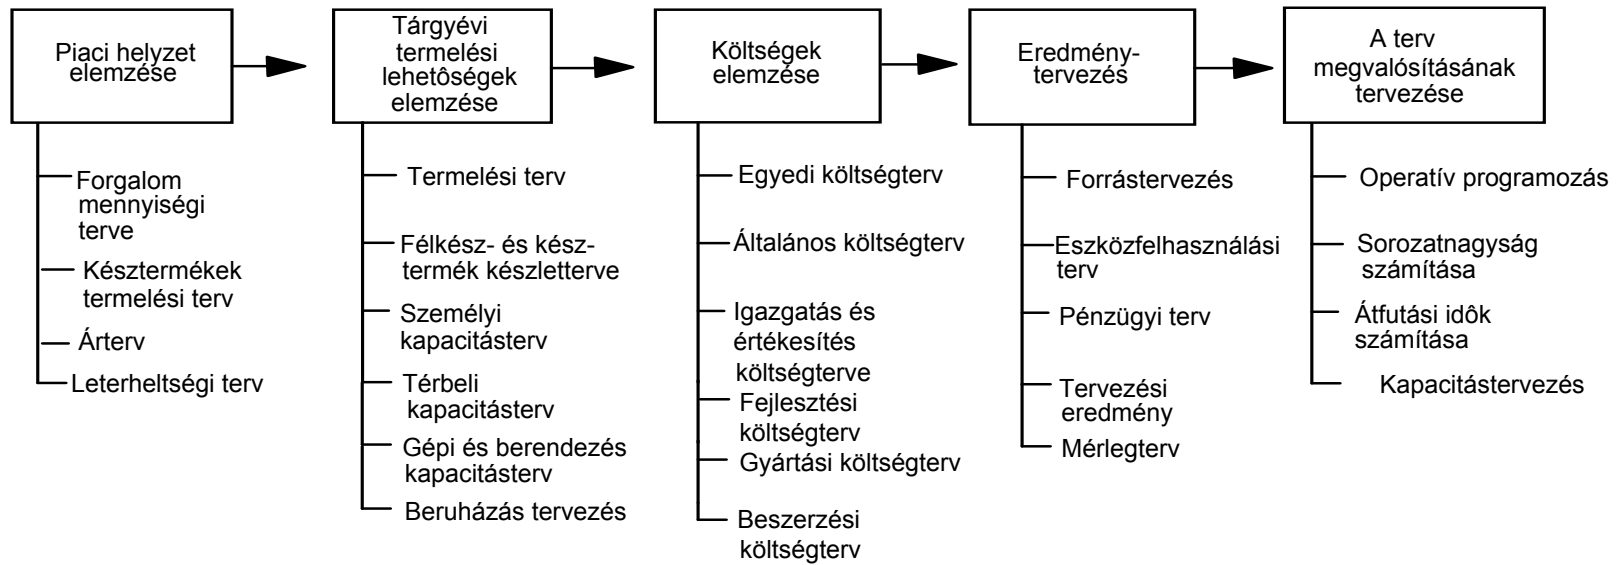 Piaci helyzet
elemzése
Tárgyévi
termelési
lehetôségek
elemzése
Költségek
elemzése
Eredmény-
tervezés
A terv
megvalósításának
tervezése
Forgalom
mennyiségi
terve
Késztermékek
termelési terv
Árterv
Leterheltségi terv
Termelési terv
Félkész- és kész-
termék készletterve
Személyi
kapacitásterv
Térbeli
kapacitásterv
Gépi és berendezés
kapacitásterv
Beruházás tervezés
Egyedi költségterv
Általános költségterv
Igazgatás és
értékesítés
költségterve
Fejlesztési
költségterv
Gyártási költségterv
Beszerzési
költségterv
Forrástervezés
Eszközfelhasználási
terv
Pénzügyi terv
Tervezési
eredmény
Mérlegterv
Operatív programozás
Sorozatnagyság
számítása
Átfutási idôk
számítása
Kapacitástervezés